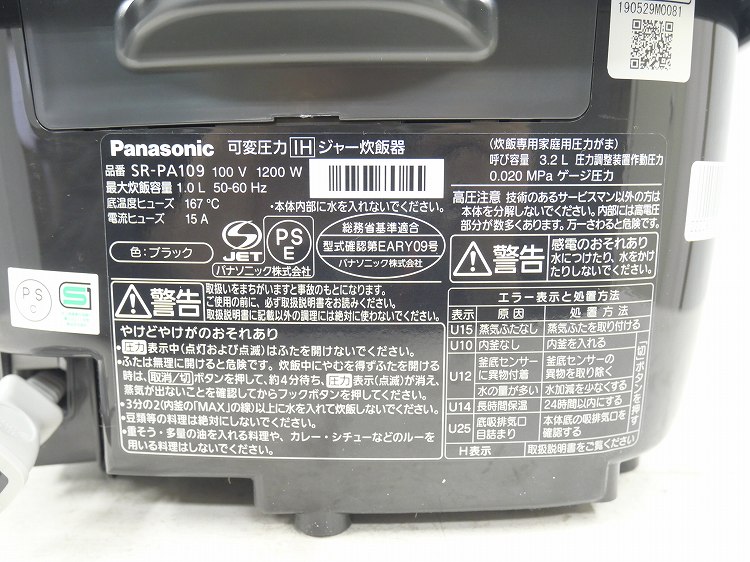 190529M0081
Panasonic 可変圧力 IH ジャー炊飯器
品番 SR-PA109 100 V 1200 W
最大炊飯容量 1.0 L 50-60 Hz
底温度ヒューズ 167 ℃
電流ヒューズ 15 A
・本体内部に水を入れないでください。
色：ブラック
S JET PS E
パナソニック株式会社
総務省基準適合
型式確認第EARY09号
パナソニック株式会社
(炊飯専用家庭用圧力がま)
呼び容量 3.2 L 圧力調整装置作動圧力
0.020 MPa ゲージ圧力
高圧注意 技術のあるサービスマン以外の方は
本体を分解しないでください。内部には高電圧
部分が数多くあります。万一さわると危険です。
警告 感電のおそれあり
水につけたり、水をかけ
たりしないでください。
PS C
S
警告 取扱いをまちがいますと事故のもとになります。
ご使用の前に、必ず取扱説明書をお読みください。
取扱説明書に記載以外の調理には絶対に使わないでください。
やけどやけがのおそれあり
・圧力表示中(点灯および点滅)はふたを開けないでください。
・ふたは無理に開けると危険です。炊飯中にやむを得ずふたを開ける
時は、取消/切ボタンを押して、約4分待ち、圧力表示(点滅)が消え、
蒸気が出ないことを確認してからフックボタンを押してください。
・3分の2(内釜の「MAX」の線)以上に水を入れて炊飯しないでください。
・豆類等の料理は絶対にしないでください。
・重そう・多量の油を入れる料理や、カレー・シチューなどのルーを
用いる料理はしないでください。
エラー表示と処置方法
表示 原因 処置方法
U15 蒸気ふたなし 蒸気ふたを取り付ける
U10 内釜なし 内釜を入れる
U12 釜底センサー
に異物付着 釜底センサーの
異物を取り除く
水の量が多い 水加減を少なくする
U14 長時間保温 24時間以内にする
U25 底吸排気口
目詰まり 本体底の吸排気口を
確認する
切ボタンを押す
H表示 取扱説明書をご覧ください